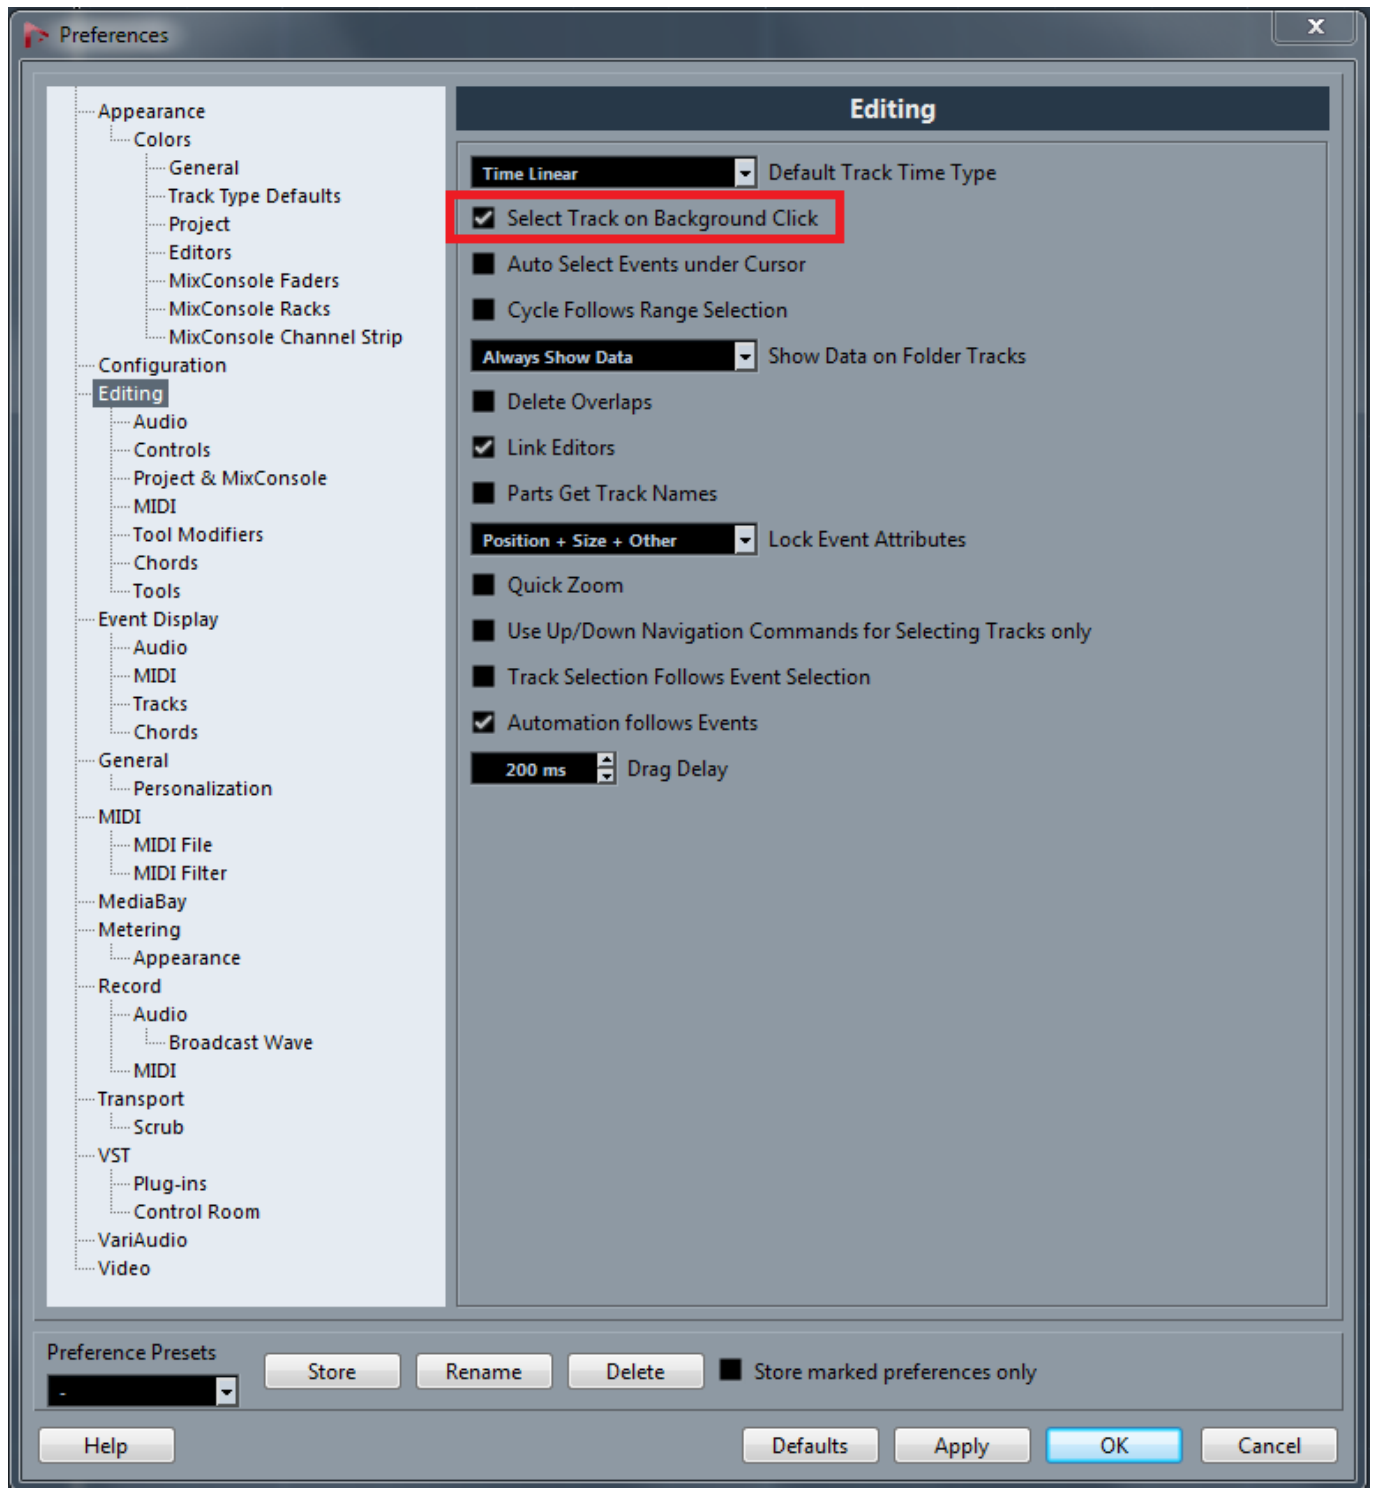 Preferences
x
Appearance
Colors
General
Track Type Defaults
Project
Editors
MixConsole Faders
MixConsole Racks
MixConsole Channel Strip
Configuration
Editing
Audio
Controls
Project & MixConsole
MIDI
Tool Modifiers
Chords
Tools
Event Display
Audio
MIDI
Tracks
Chords
General
Personalization
MIDI
MIDI File
MIDI Filter
MediaBay
Metering
Appearance
Record
Audio
Broadcast Wave
MIDI
Transport
Scrub
VST
Plug-ins
Control Room
VariAudio
Video
Editing
Time Linear Default Track Time Type
Select Track on Background Click
Auto Select Events under Cursor
Cycle Follows Range Selection
Always Show Data Show Data on Folder Tracks
Delete Overlaps
Link Editors
Parts Get Track Names
Position + Size + Other Lock Event Attributes
Quick Zoom
Use Up/Down Navigation Commands for Selecting Tracks only
Track Selection Follows Event Selection
Automation follows Events
200 ms Drag Delay
Preference Presets
-
Store Rename Delete Store marked preferences only
Help Defaults Apply OK Cancel